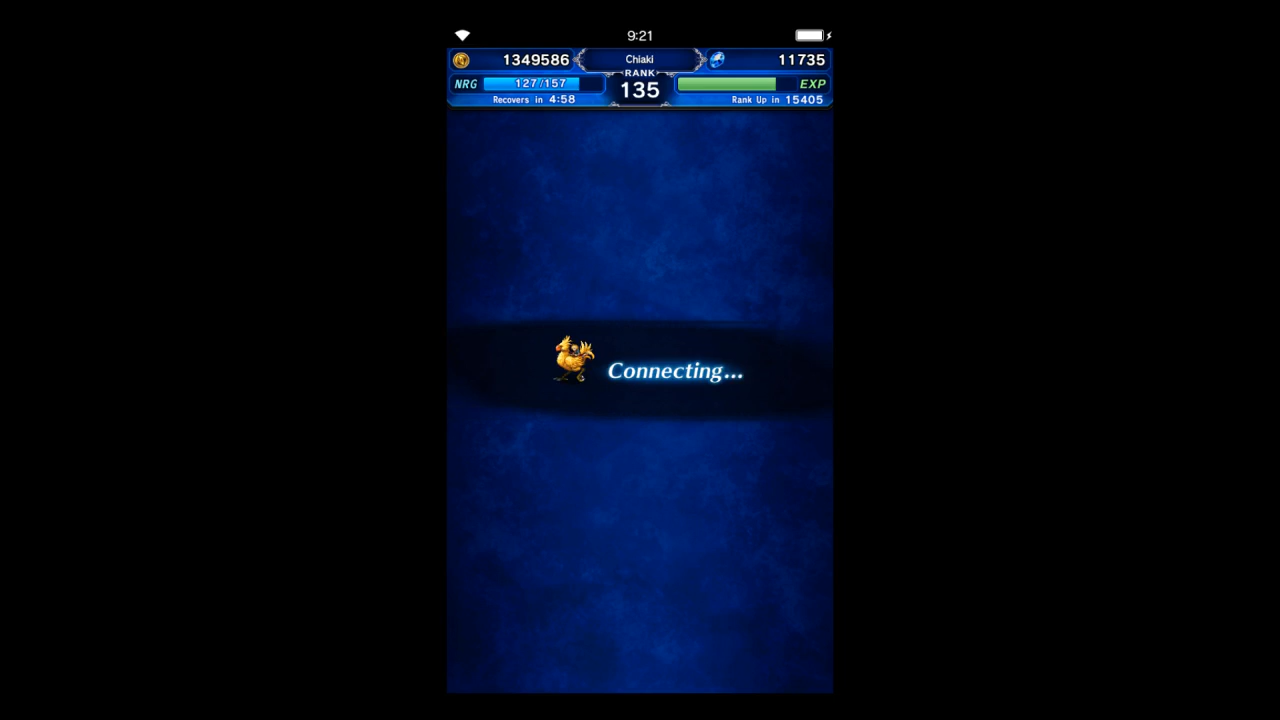 9:21
1349586
Chiaki
11735
NRG 127/157
RANK
135
EXP
Recovers in 4:58
Rank Up in 15405
Connecting...